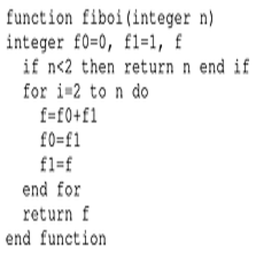 function fiboi(integer n)
integer f0=0, f1=1, f
if n<2 then return n end if
for i=2 to n do
f=f0+f1
f0=f1
f1=f
end for
return f
end function